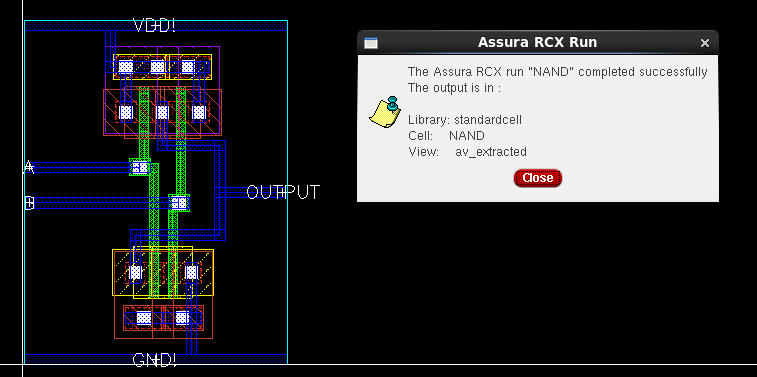 VDD!
A
B
OUTPUT
GND!
Assura RCX Run
The Assura RCX run "NAND" completed successfully
The output is in :
Library: standardcell
Cell: NAND
View: av_extracted
Close